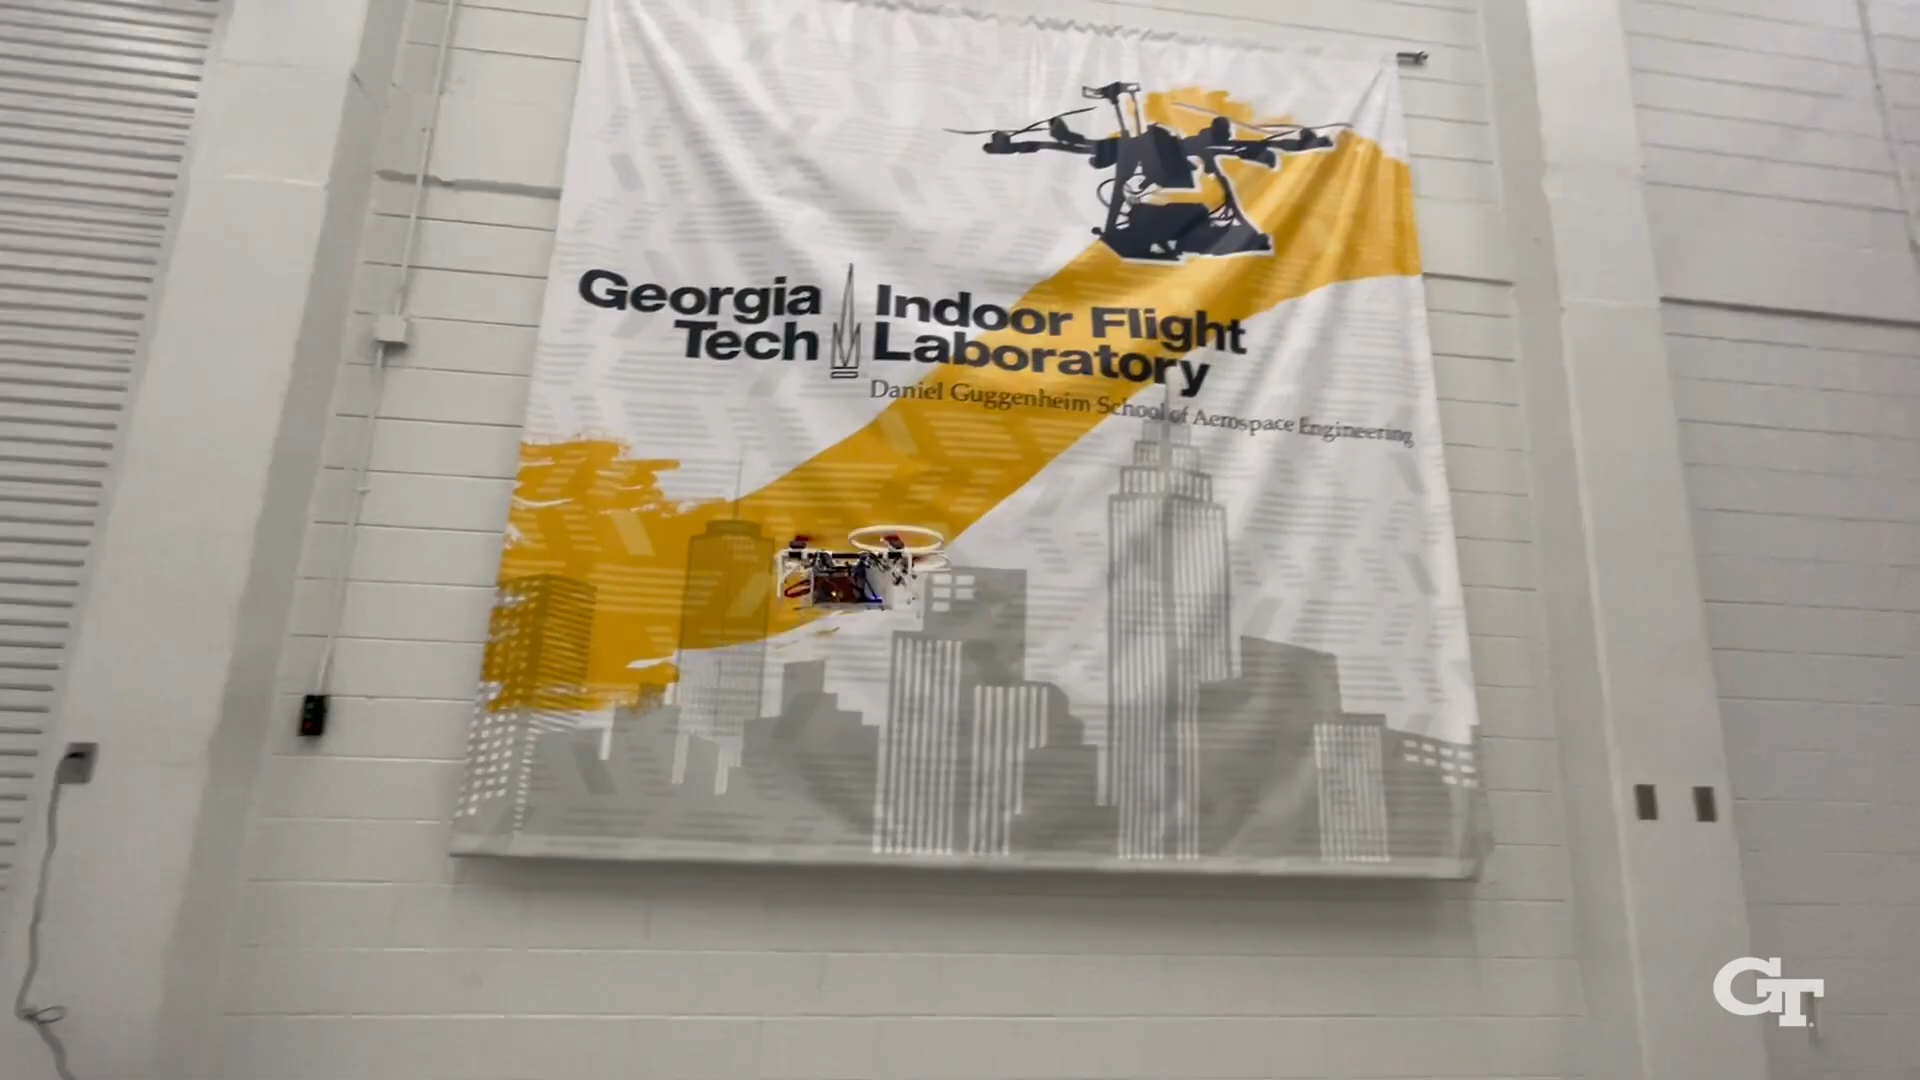 Georgia
Tech
Indoor Flight
Laboratory
Daniel Guggenheim School of Aerospace Engineering
GT